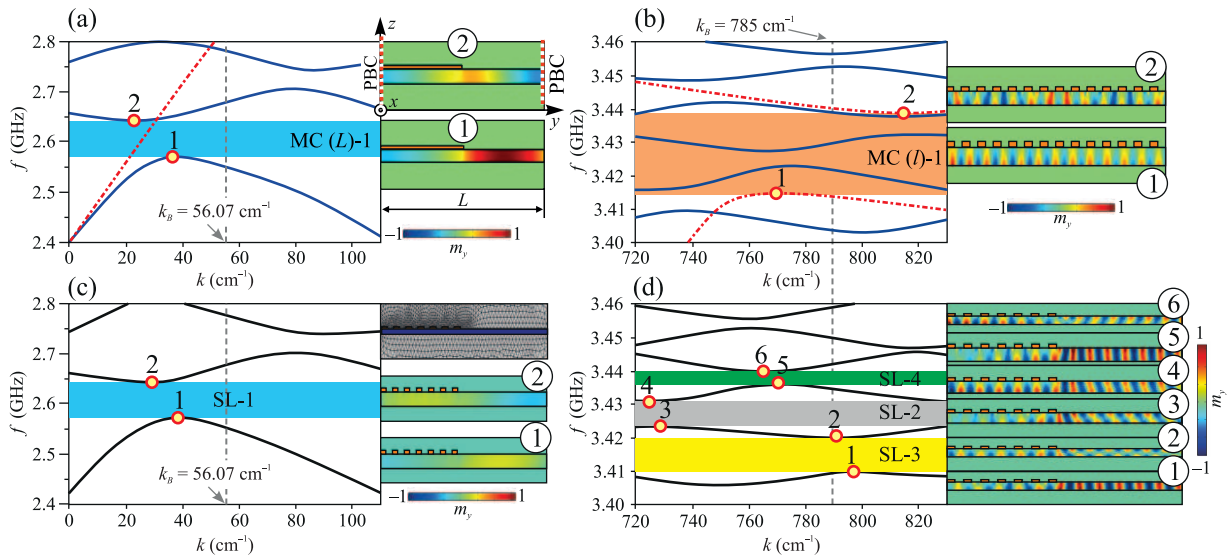 (a)
2.8
2.7
2.6
2.5
2.4
f (GHz)
2
1
MC (L)-1
k_B = 56.07 cm⁻¹
0 20 40 60 80 100
k (cm⁻¹)
z
PBC
PBC
x
y
2
1
L
−1 1
m_y
(b)
k_B = 785 cm⁻¹
3.46
3.45
3.44
3.43
3.42
3.41
3.40
f (GHz)
2
1
MC (l)-1
720 740 760 780 800 820
k (cm⁻¹)
2
1
−1 1
m_y
(c)
2.8
2.7
2.6
2.5
2.4
f (GHz)
2
1
SL-1
k_B = 56.07 cm⁻¹
0 20 40 60 80 100
k (cm⁻¹)
2
1
−1 1
m_y
(d)
3.46
3.45
3.44
3.43
3.42
3.41
3.40
f (GHz)
6
5
4
3
2
1
SL-4
SL-2
SL-3
720 740 760 780 800 820
k (cm⁻¹)
6
5
4
3
2
1
1
m_y
−1